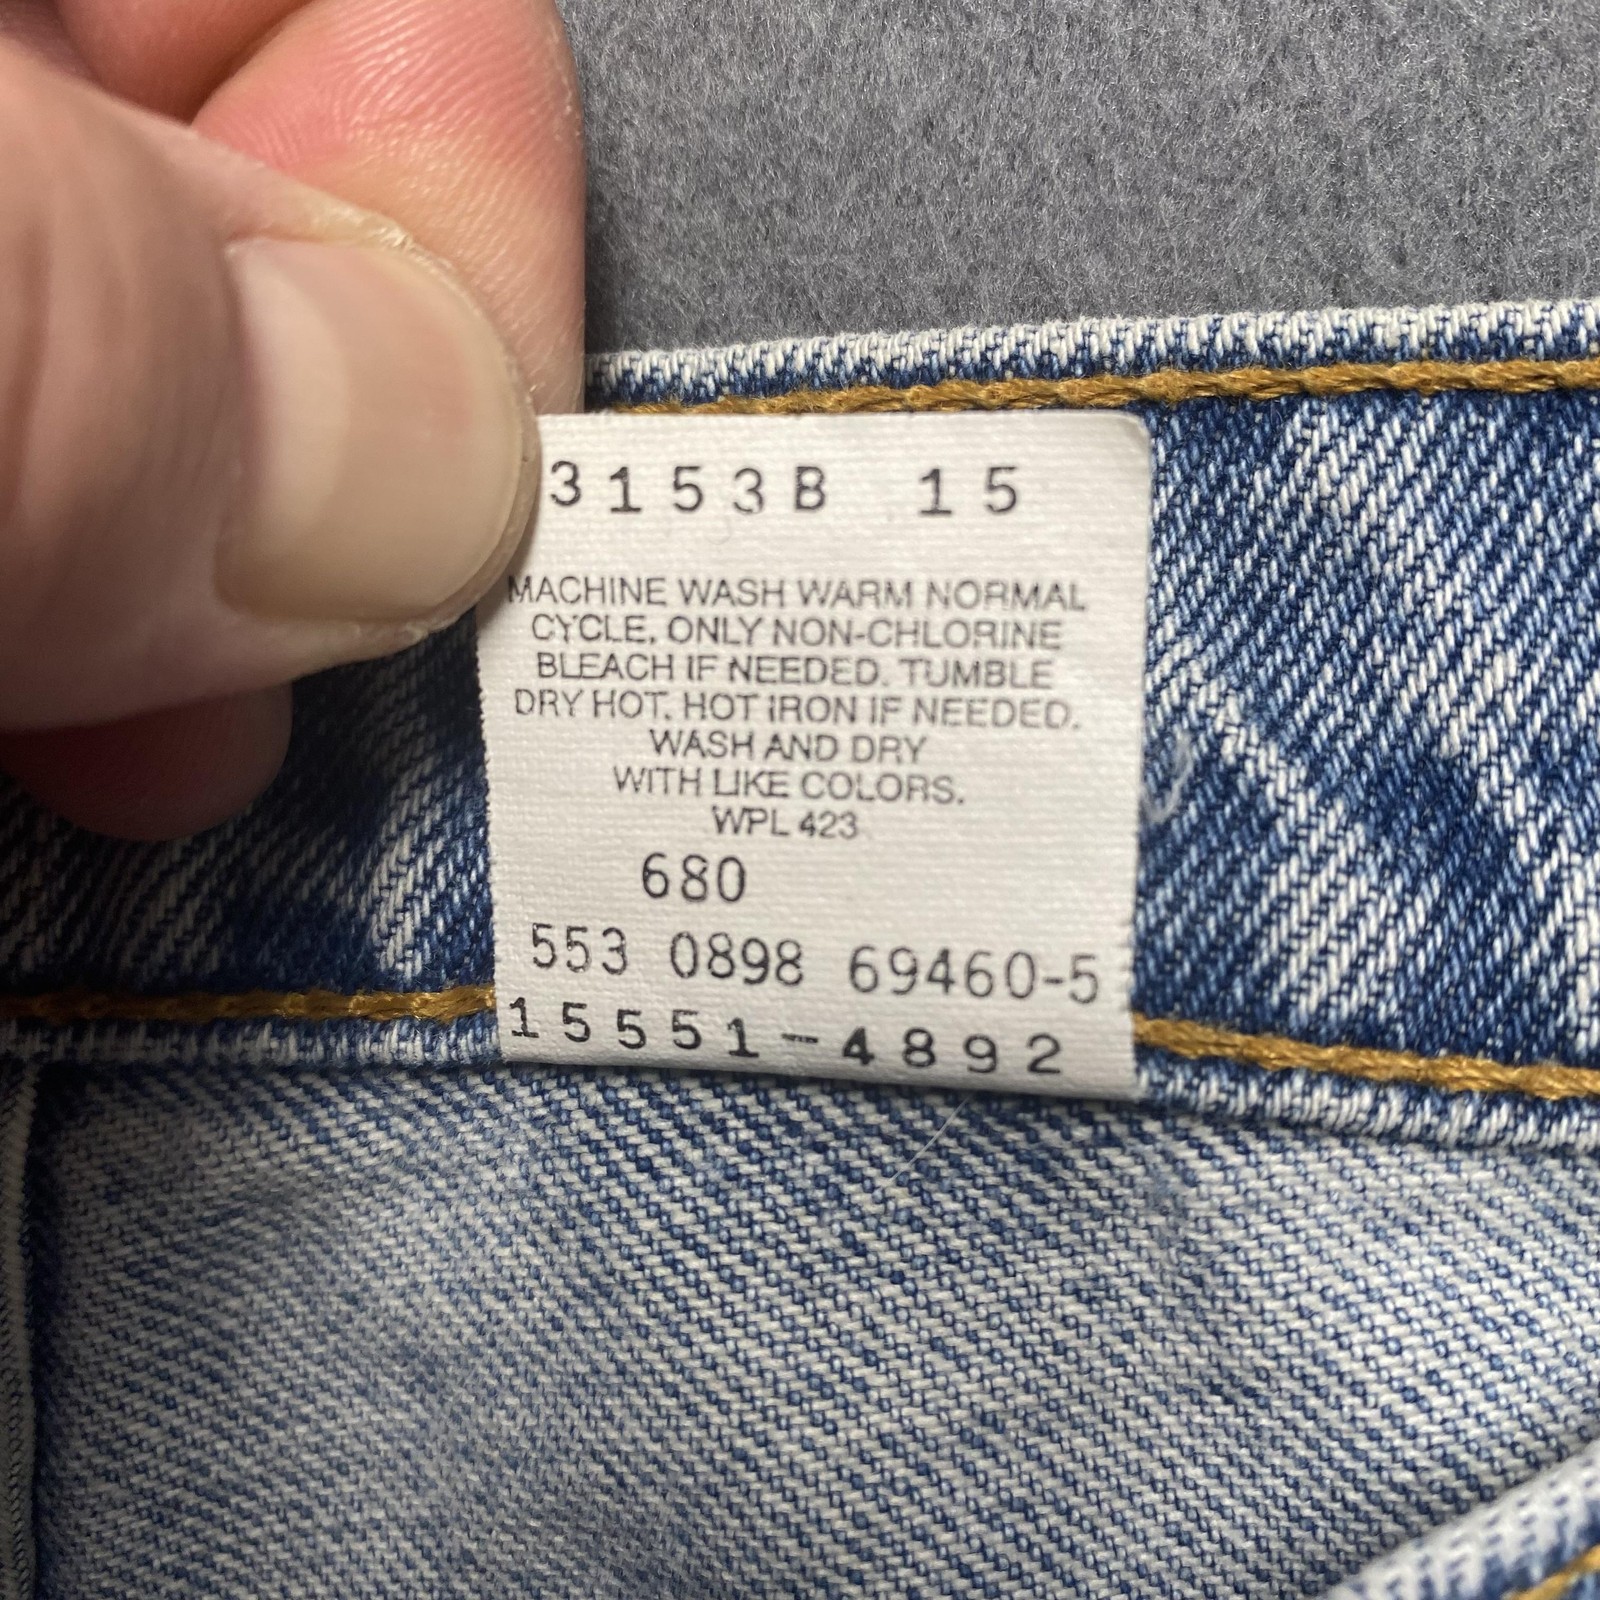 3153B 15
MACHINE WASH WARM NORMAL
CYCLE, ONLY NON-CHLORINE
BLEACH IF NEEDED. TUMBLE
DRY HOT. HOT IRON IF NEEDED.
WASH AND DRY
WITH LIKE COLORS.
WPL 423
680
553 0898 69460-5
15551-4892